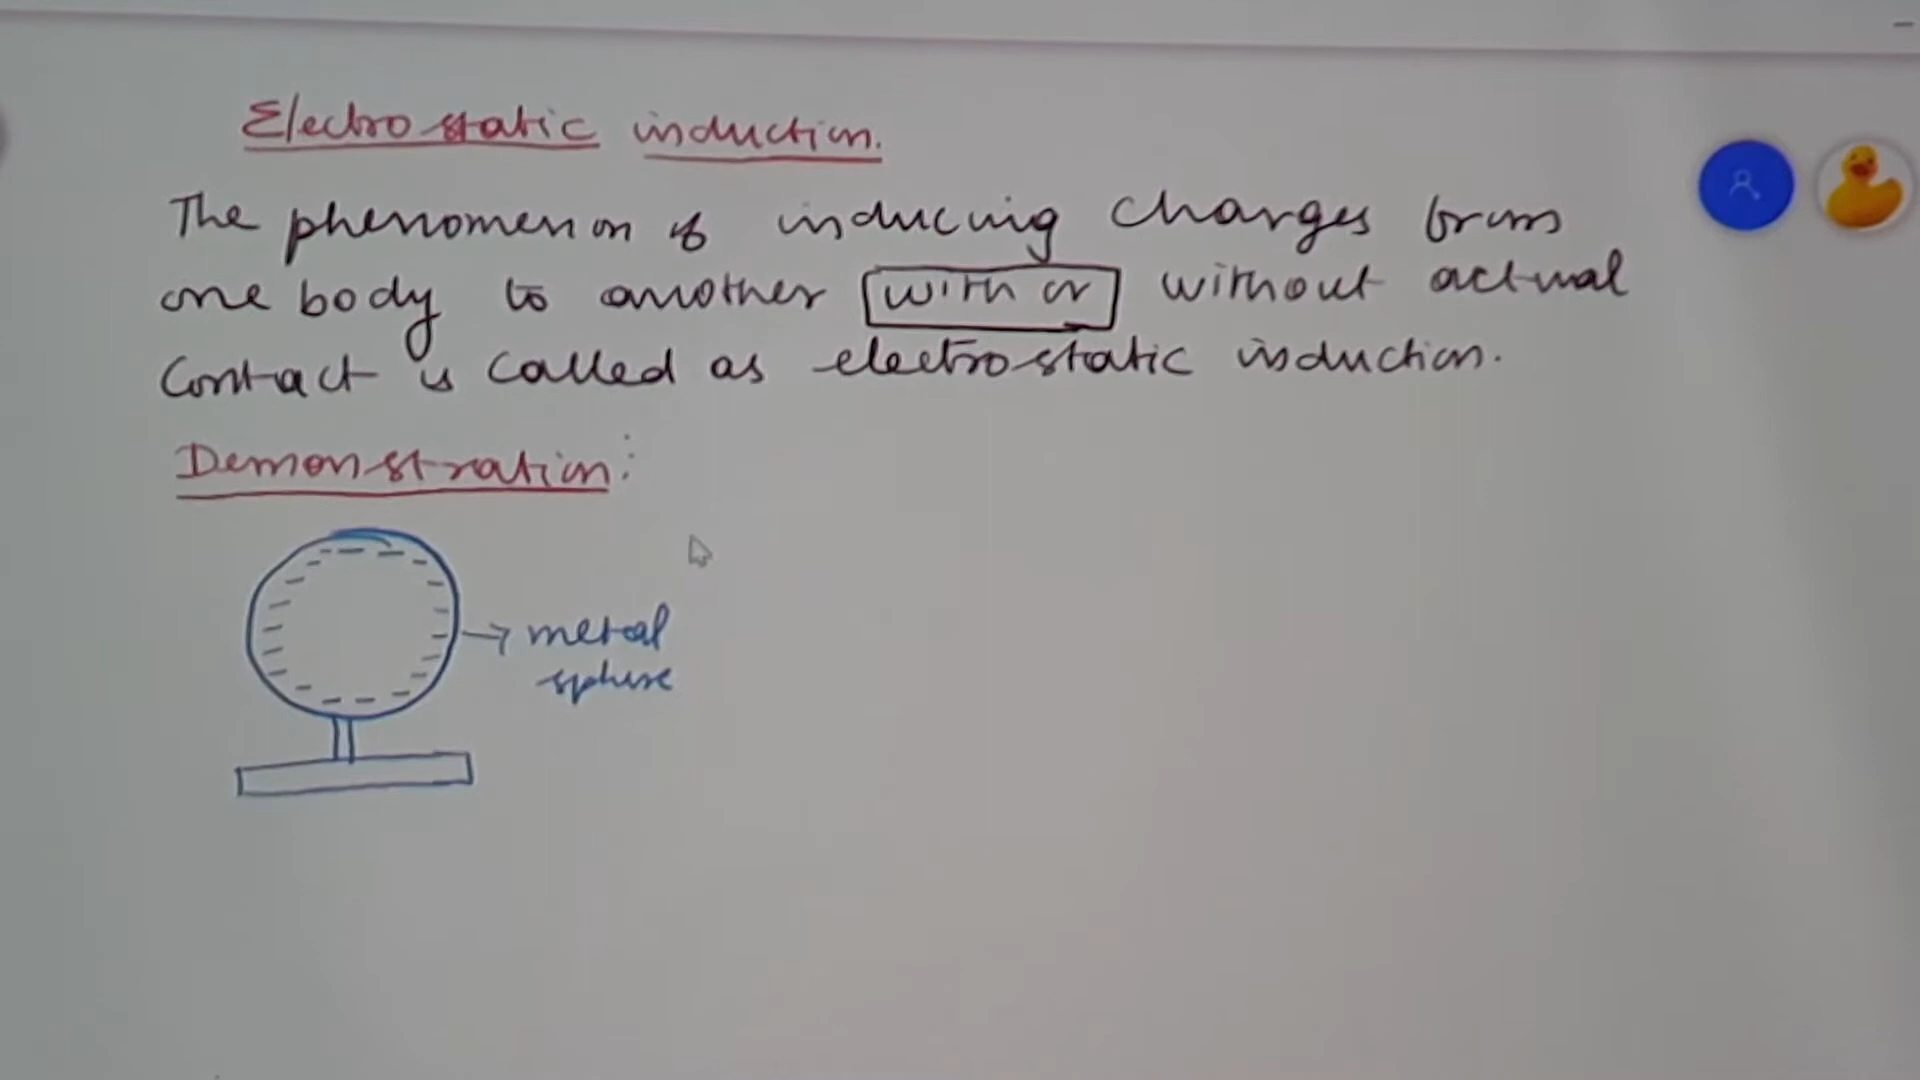 Electrostatic induction.
The phenomenon of inducing charges from
one body to another with or without actual
Contact is called as electrostatic induction.
Demonstration:
→ metal
sphere